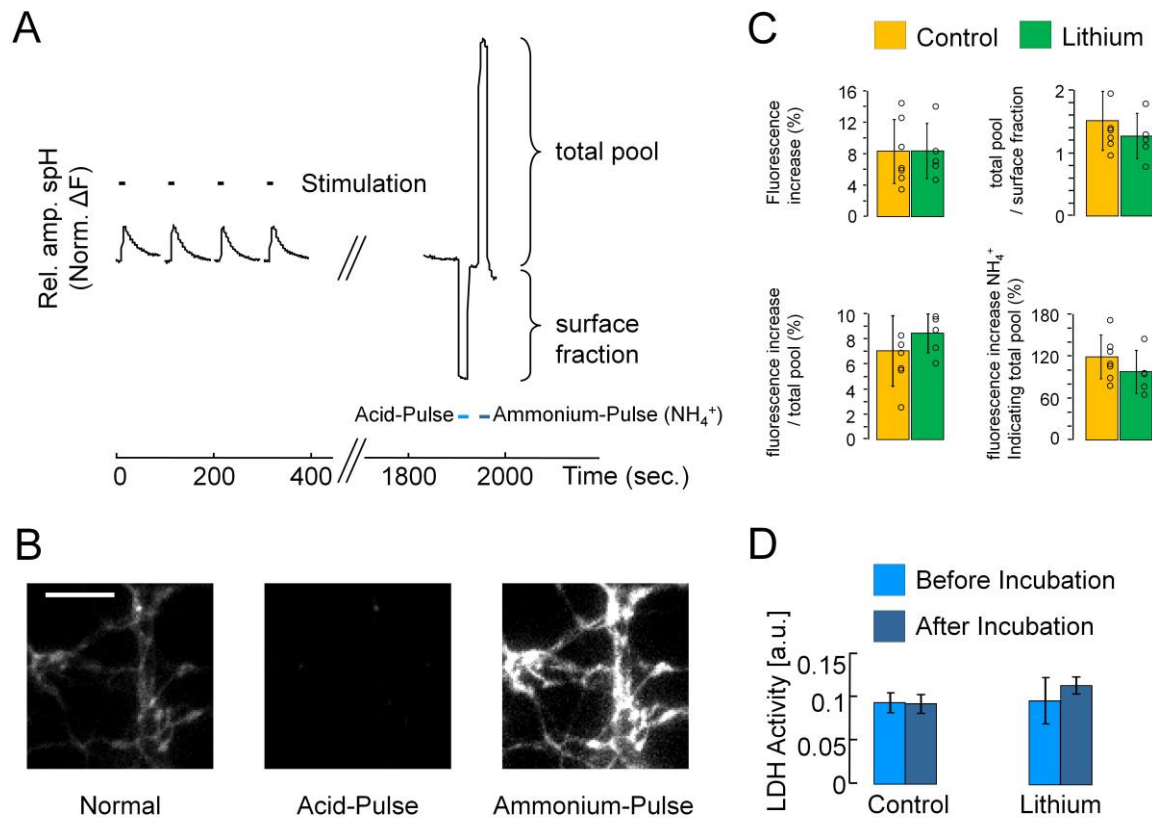 A
Rel. amp. spH
(Norm. ΔF)
Stimulation
total pool
surface
fraction
Acid-Pulse
Ammonium-Pulse (NH₄⁺)
0
200
400
1800
2000
Time (sec.)
B
Normal
Acid-Pulse
Ammonium-Pulse
C
Control
Lithium
Fluorescence
increase (%)
16
12
8
4
0
total pool
/ surface fraction
2
1
0
fluorescence increase
/ total pool (%)
10
8
6
4
2
0
fluorescence increase NH₄⁺
Indicating total pool (%)
180
120
60
0
D
Before Incubation
After Incubation
LDH Activity [a.u.]
0.15
0.1
0.05
0
Control
Lithium